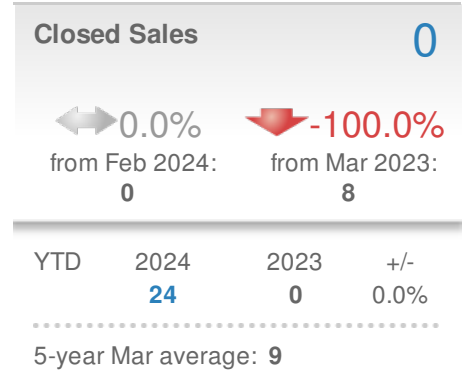 Closed Sales 0
0.0% -100.0%
from Feb 2024: from Mar 2023:
0 8
YTD 2024 2023 +/-
24 0 0.0%
5-year Mar average: 9